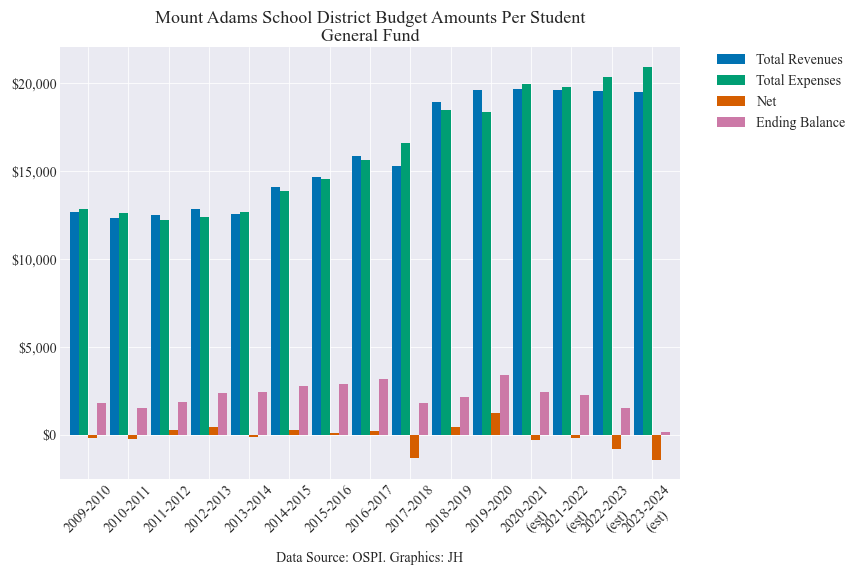 Mount Adams School District Budget Amounts Per Student
General Fund
Total Revenues
Total Expenses
Net
Ending Balance
$20,000
$15,000
$10,000
$5,000
$0
2009-2010
2010-2011
2011-2012
2012-2013
2013-2014
2014-2015
2015-2016
2016-2017
2017-2018
2018-2019
2019-2020
2020-2021
(est)
2021-2022
(est)
2022-2023
(est)
2023-2024
(est)
Data Source: OSPI. Graphics: JH